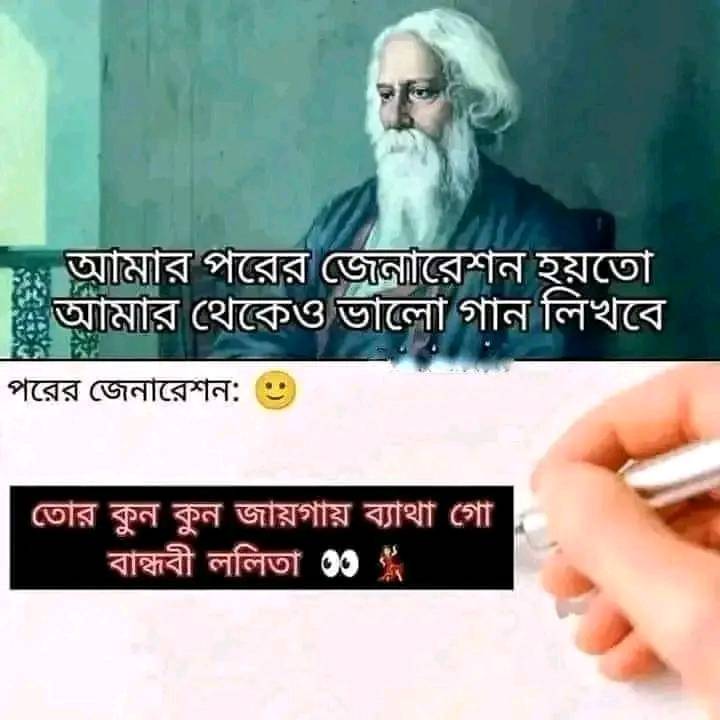 আমার পরের জেনারেশন হয়তো
আমার থেকেও ভালো গান লিখবে
পরের জেনারেশন: 🙂
তোর কুন কুন জায়গায় ব্যাথা গো
বান্ধবী ললিতা 👀 💃